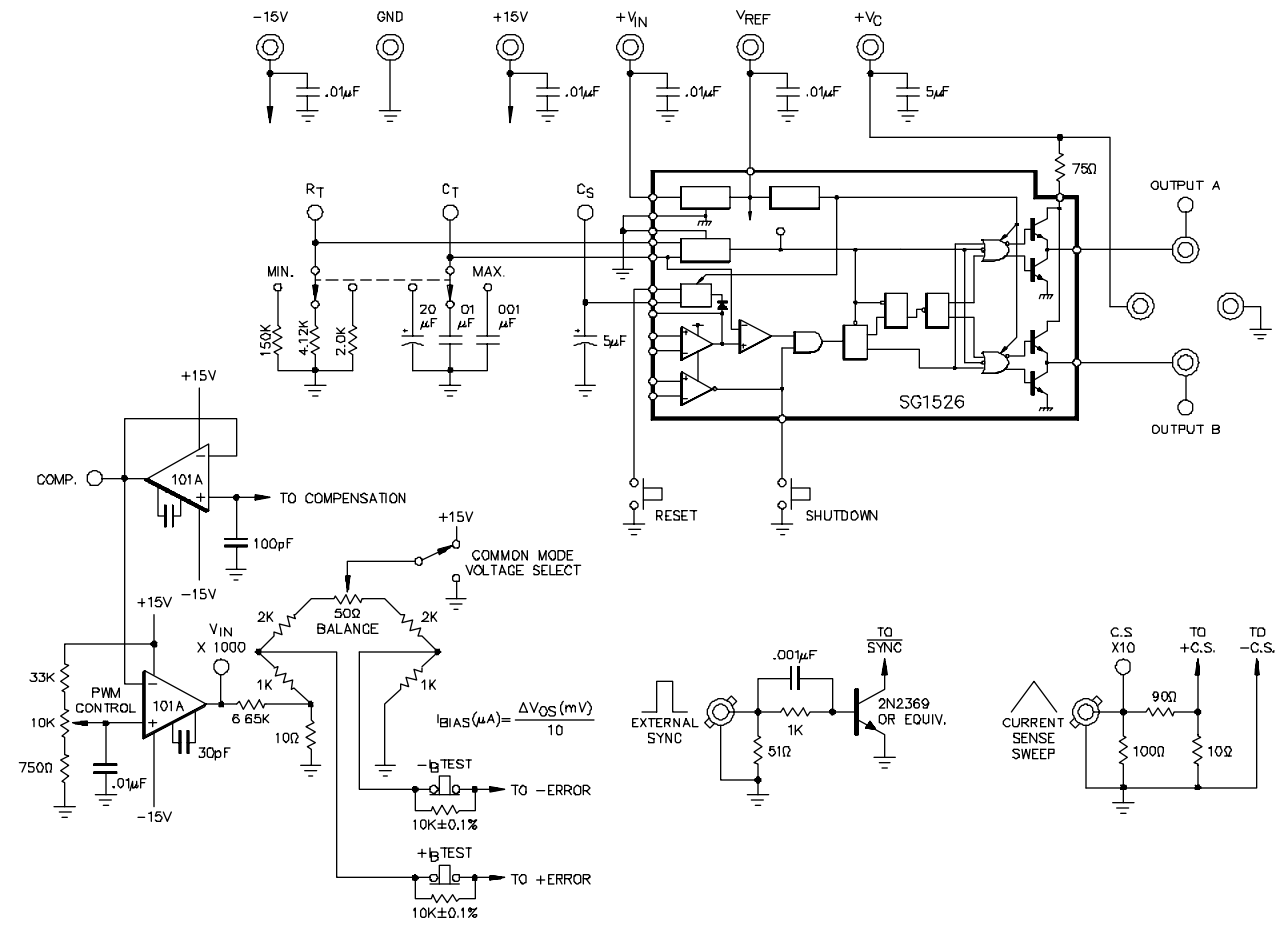 -15V GND +15V +VIN VREF +VC
.01µF .01µF .01µF .01µF 5µF
75Ω
OUTPUT A
RT CT CS
MIN. MAX.
150K 4.12K 2.0K
20 µF .01 µF 001 µF
5µF
SG1526
OUTPUT B
+15V
COMP. 101A
TO COMPENSATION
RESET SHUTDOWN
100pF
-15V
+15V
COMMON MODE
VOLTAGE SELECT
+15V
50Ω
BALANCE
2K 2K
VIN
X 1000
1K 1K
33K
PWM
CONTROL
101A
10K
6 65K
10Ω
750Ω
.01µF
30pF
-15V
IBIAS(µA)=ΔVOS(mV)/10
-IB TEST
TO -ERROR
10K±0.1%
+IB TEST
TO +ERROR
10K±0.1%
EXTERNAL
SYNC
.001µF
1K
51Ω
TO
SYNC
2N2369
OR EQUIV.
CURRENT
SENSE
SWEEP
C.S
X10
TO
+C.S.
TO
-C.S.
90Ω
100Ω
10Ω